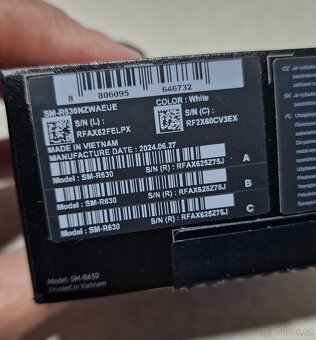 8 806095 646732
SM-R630NZWAEUE
COLOR : White
S/N (L) :
RFAX62FELPX
S/N (C) :
RF2X60CV3EX
MADE IN VIETNAM
MANUFACTURE DATE : 2024.06.27
Model : SM-R630 S/N (R) : RFAX625Z75J A
Model : SM-R630 S/N (R) : RFAX625Z75J B
Model : SM-R630 S/N (R) : RFAX625Z75J C
Model: SM-R630
Printed in Vietnam